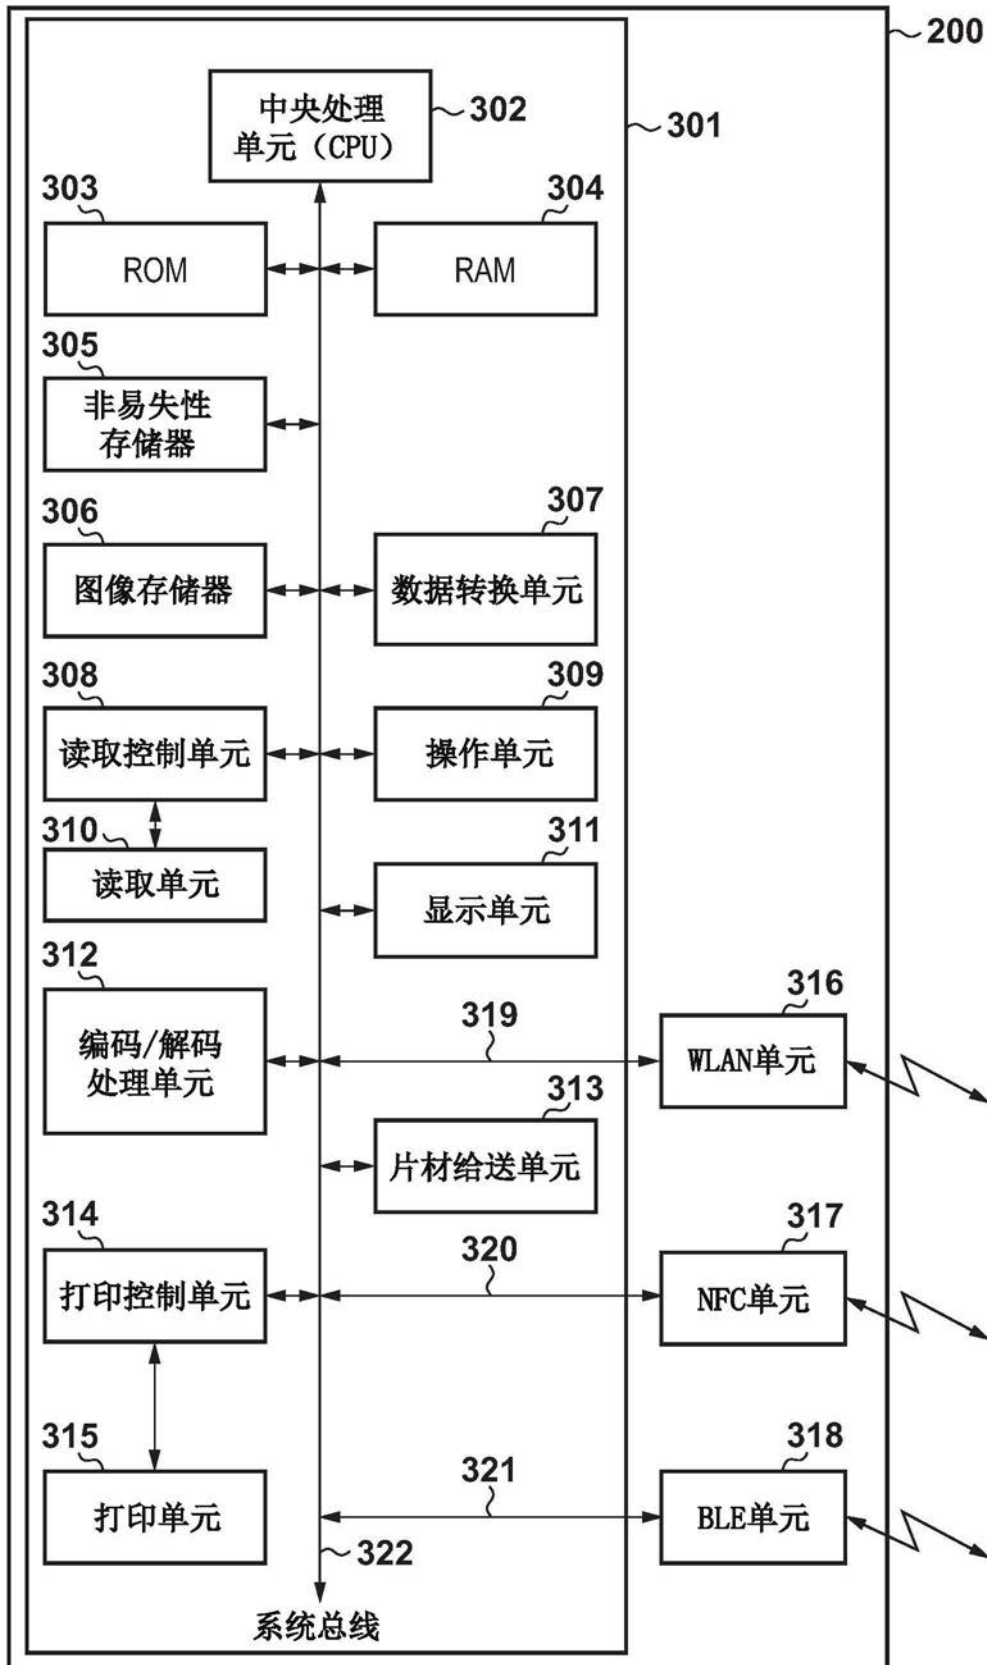 200
中央处理
单元（CPU）
302
301
303
304
ROM
RAM
305
非易失性
存储器
306
307
图像存储器
数据转换单元
308
309
读取控制单元
操作单元
310
311
读取单元
显示单元
312
316
319
编码/解码
处理单元
WLAN单元
313
片材给送单元
314
317
320
打印控制单元
NFC单元
315
318
321
打印单元
BLE单元
322
系统总线